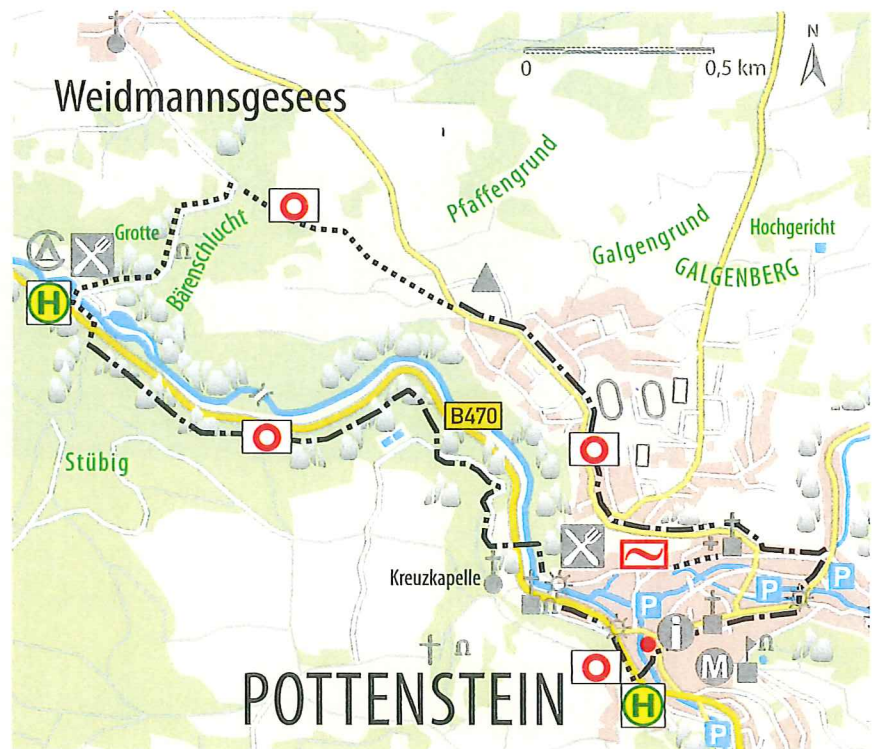 N
0 0,5 km
Weidmannsgesees
Pfaffengrund
Grotte
Bärenschlucht
Galgengrund
Hochgericht
GALGENBERG
H
B470
Stübig
Kreuzkapelle
P
P
P
i
M
POTTENSTEIN
H
P